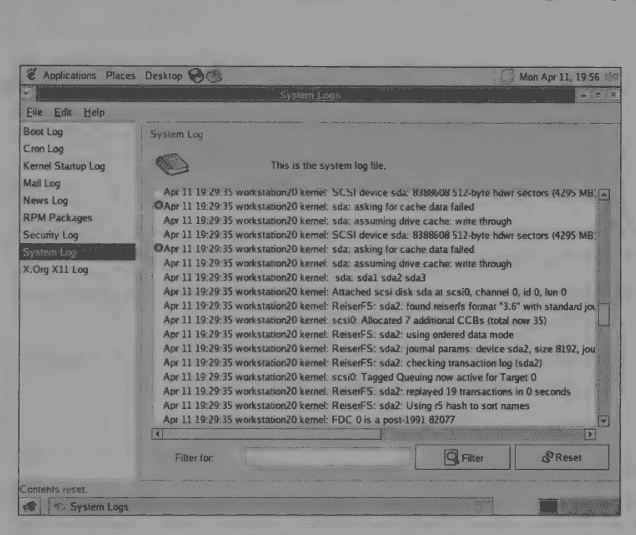 Applications Places Desktop
Mon Apr 11, 19:56
System Logs
File Edit Help
Boot Log
Cron Log
Kernel Startup Log
Mail Log
News Log
RPM Packages
Security Log
System Log
X.Org X11 Log
System Log
This is the system log file.
Apr 11 19:29:35 workstation20 kernel: SCSI device sda: 8388608 512-byte hdwr sectors (4295 MB
Apr 11 19:29:35 workstation20 kernel: sda: asking for cache data failed
Apr 11 19:29:35 workstation20 kernel: sda: assuming drive cache: write through
Apr 11 19:29:35 workstation20 kernel: SCSI device sda: 8388608 512-byte hdwr sectors (4295 MB
Apr 11 19:29:35 workstation20 kernel: sda: asking for cache data failed
Apr 11 19:29:35 workstation20 kernel: sda: assuming drive cache: write through
Apr 11 19:29:35 workstation20 kernel: sda: sda1 sda2 sda3
Apr 11 19:29:35 workstation20 kernel: Attached scsi disk sda at scsi0, channel 0, id 0, lun 0
Apr 11 19:29:35 workstation20 kernel: ReiserFS: sda2: found reiserfs format "3.6" with standard jou
Apr 11 19:29:35 workstation20 kernel: scsi0: Allocated 7 additional CCBs (total now 35)
Apr 11 19:29:35 workstation20 kernel: ReiserFS: sda2: using ordered data mode
Apr 11 19:29:35 workstation20 kernel: ReiserFS: sda2: journal params: device sda2, size 8192, jou
Apr 11 19:29:35 workstation20 kernel: ReiserFS: sda2: checking transaction log (sda2)
Apr 11 19:29:35 workstation20 kernel: scsi0: Tagged Queuing now active for Target 0
Apr 11 19:29:35 workstation20 kernel: ReiserFS: sda2: replayed 19 transactions in 0 seconds
Apr 11 19:29:35 workstation20 kernel: ReiserFS: sda2: Using r5 hash to sort names
Apr 11 19:29:35 workstation20 kernel: FDC 0 is a post-1991 82077
Filter for:
Filter
Reset
Contents reset.
System Logs